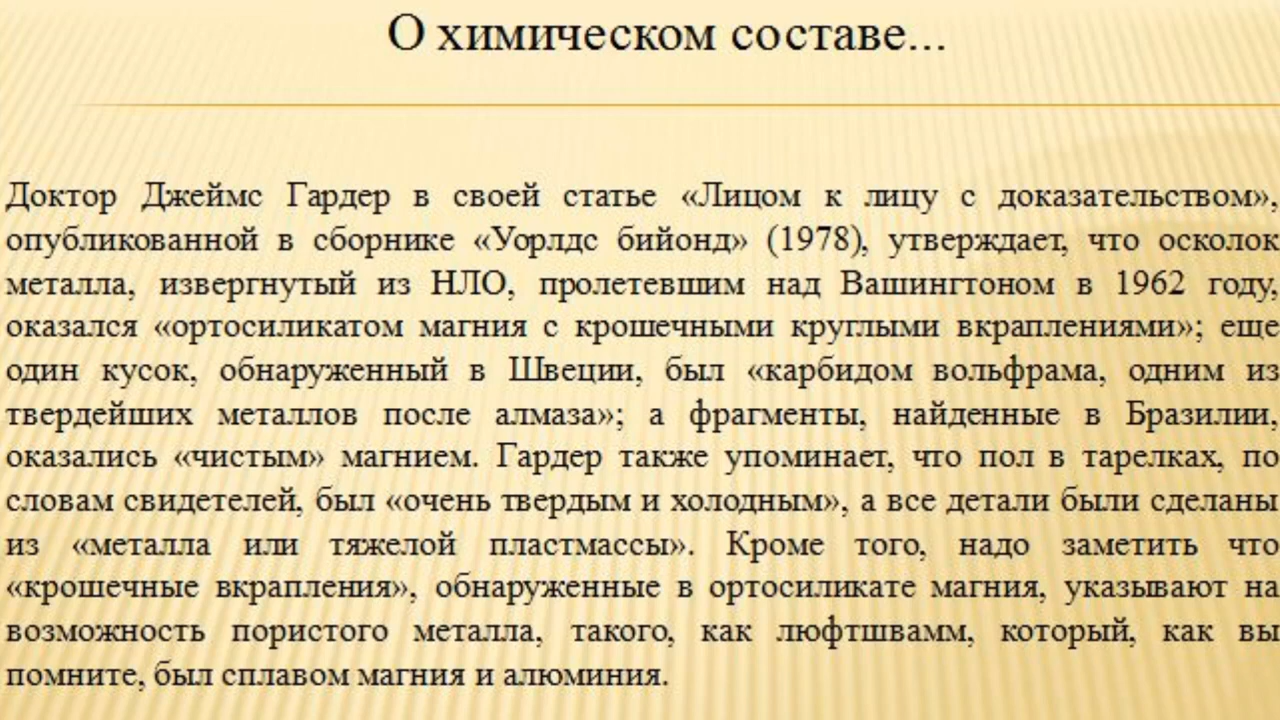 О химическом составе...
Доктор Джеймс Гардер в своей статье «Лицом к лицу с доказательством»,
опубликованной в сборнике «Уорлдс бийонд» (1978), утверждает, что осколок
металла, извергнутый из НЛО, пролетевшим над Вашингтоном в 1962 году,
оказался «ортосиликатом магния с крошечными круглыми вкраплениями»; еще
один кусок, обнаруженный в Швеции, был «карбидом вольфрама, одним из
твердейших металлов после алмаза»; а фрагменты, найденные в Бразилии,
оказались «чистым» магнием. Гардер также упоминает, что пол в тарелках, по
словам свидетелей, был «очень твердым и холодным», а все детали были сделаны
из «металла или тяжелой пластмассы». Кроме того, надо заметить что
«крошечные вкрапления», обнаруженные в ортосиликате магния, указывают на
возможность пористого металла, такого, как люфтшвамм, который, как вы
помните, был сплавом магния и алюминия.